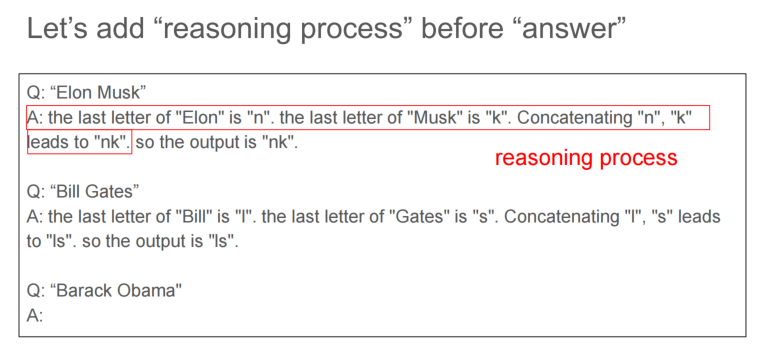 Let’s add “reasoning process” before “answer”
Q: “Elon Musk”
A: the last letter of "Elon" is "n". the last letter of "Musk" is "k". Concatenating "n", "k"
leads to "nk". so the output is "nk".
reasoning process
Q: “Bill Gates”
A: the last letter of "Bill" is "l". the last letter of "Gates" is "s". Concatenating "l", "s" leads
to "ls". so the output is "ls".
Q: “Barack Obama"
A: